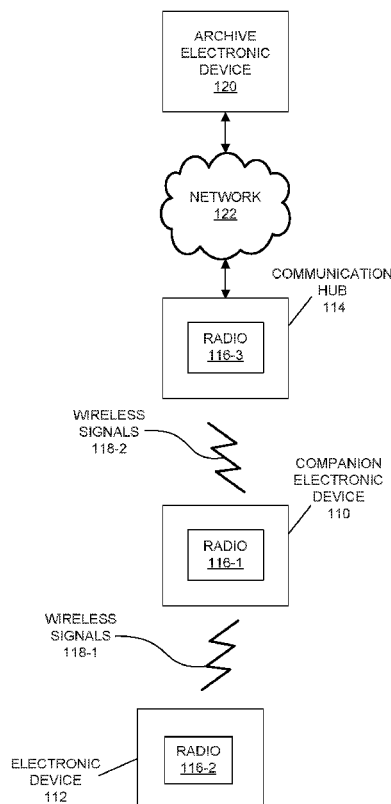 ARCHIVE
ELECTRONIC
DEVICE
120
NETWORK
122
COMMUNICATION
HUB
114
RADIO
116-3
WIRELESS
SIGNALS
118-2
COMPANION
ELECTRONIC
DEVICE
110
RADIO
116-1
WIRELESS
SIGNALS
118-1
RADIO
116-2
ELECTRONIC
DEVICE
112